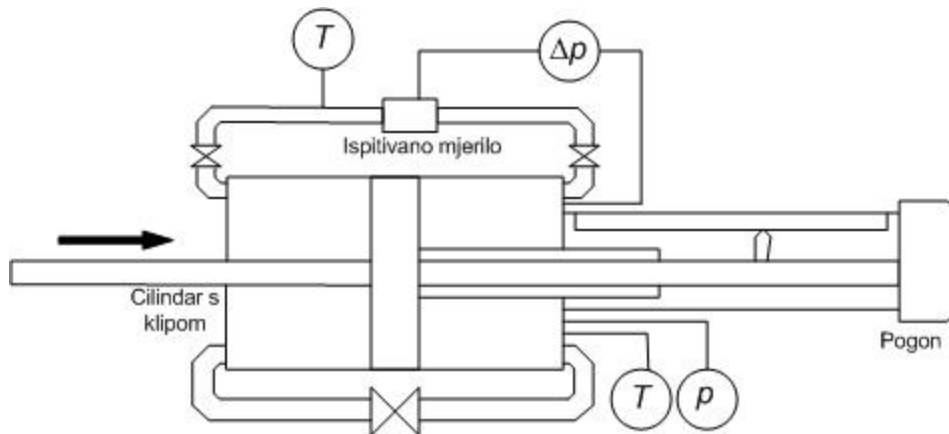 T
Δp
Ispitivano mjerilo
Cilindar s
klipom
Pogon
T
p